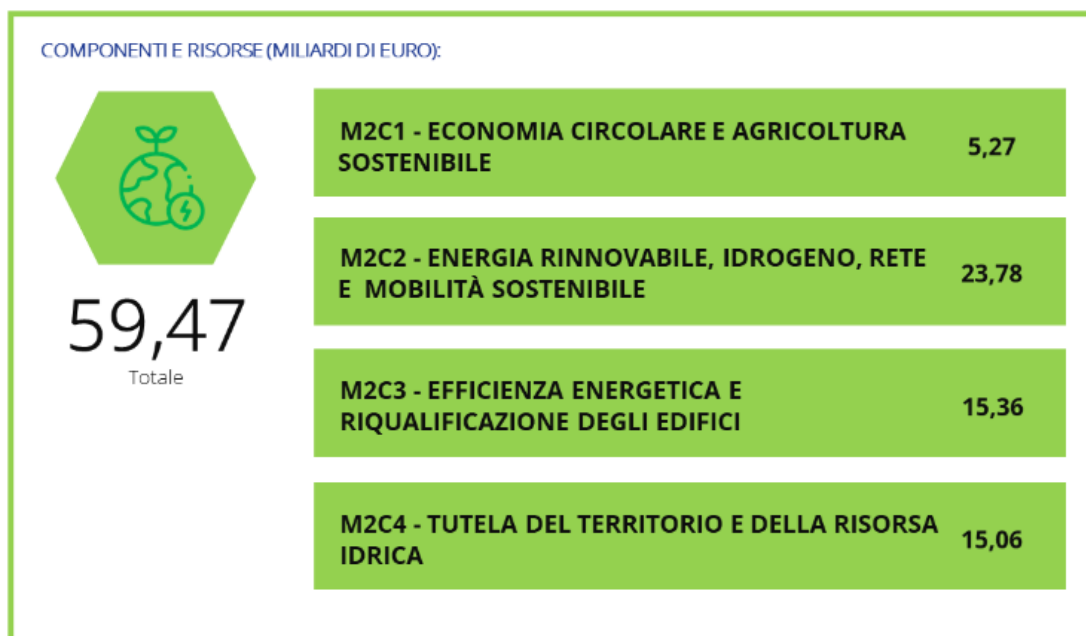 COMPONENTI E RISORSE (MILIARDI DI EURO):
59,47
Totale
M2C1 - ECONOMIA CIRCOLARE E AGRICOLTURA
SOSTENIBILE
5,27
M2C2 - ENERGIA RINNOVABILE, IDROGENO, RETE
E MOBILITÀ SOSTENIBILE
23,78
M2C3 - EFFICIENZA ENERGETICA E
RIQUALIFICAZIONE DEGLI EDIFICI
15,36
M2C4 - TUTELA DEL TERRITORIO E DELLA RISORSA
IDRICA
15,06